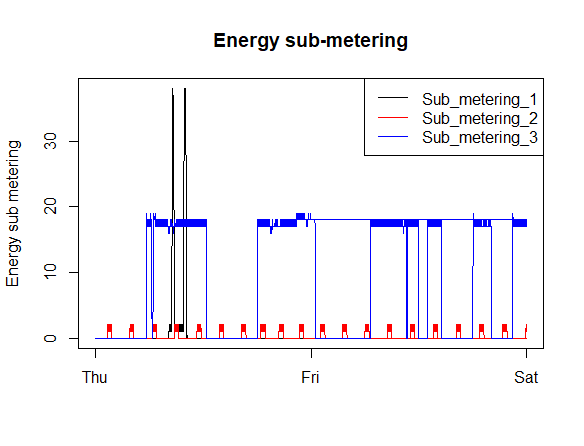 Energy sub-metering
Sub_metering_1
Sub_metering_2
Sub_metering_3
Energy sub metering
30
20
10
0
Thu Fri Sat